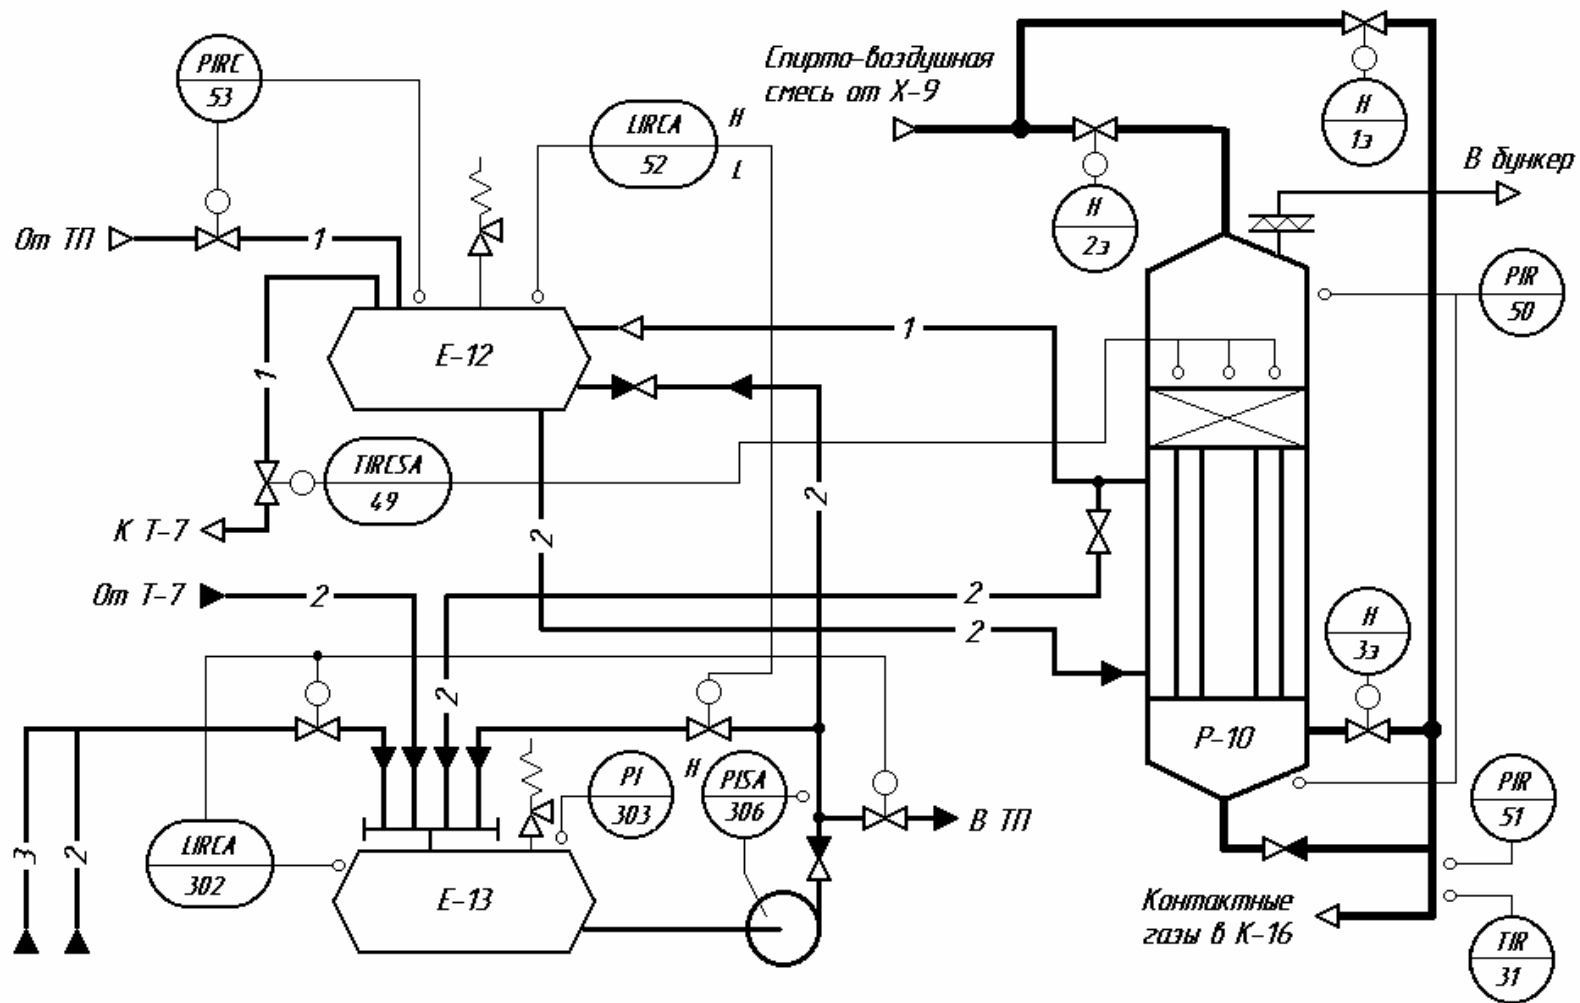 PIRC
53
LIRCA
52
H
L
Спирто-воздушная
смесь от Х-9
H
1з
H
2з
В бункер
От ТП
1
PIR
50
E-12
1
1
TIRCSA
49
2
2
К Т-7
От Т-7
2
2
2
H
3з
2
P-10
PI
303
H
PISA
306
PIR
51
В ТП
3
2
LIRCA
302
E-13
Контактные
газы в К-16
TIR
31